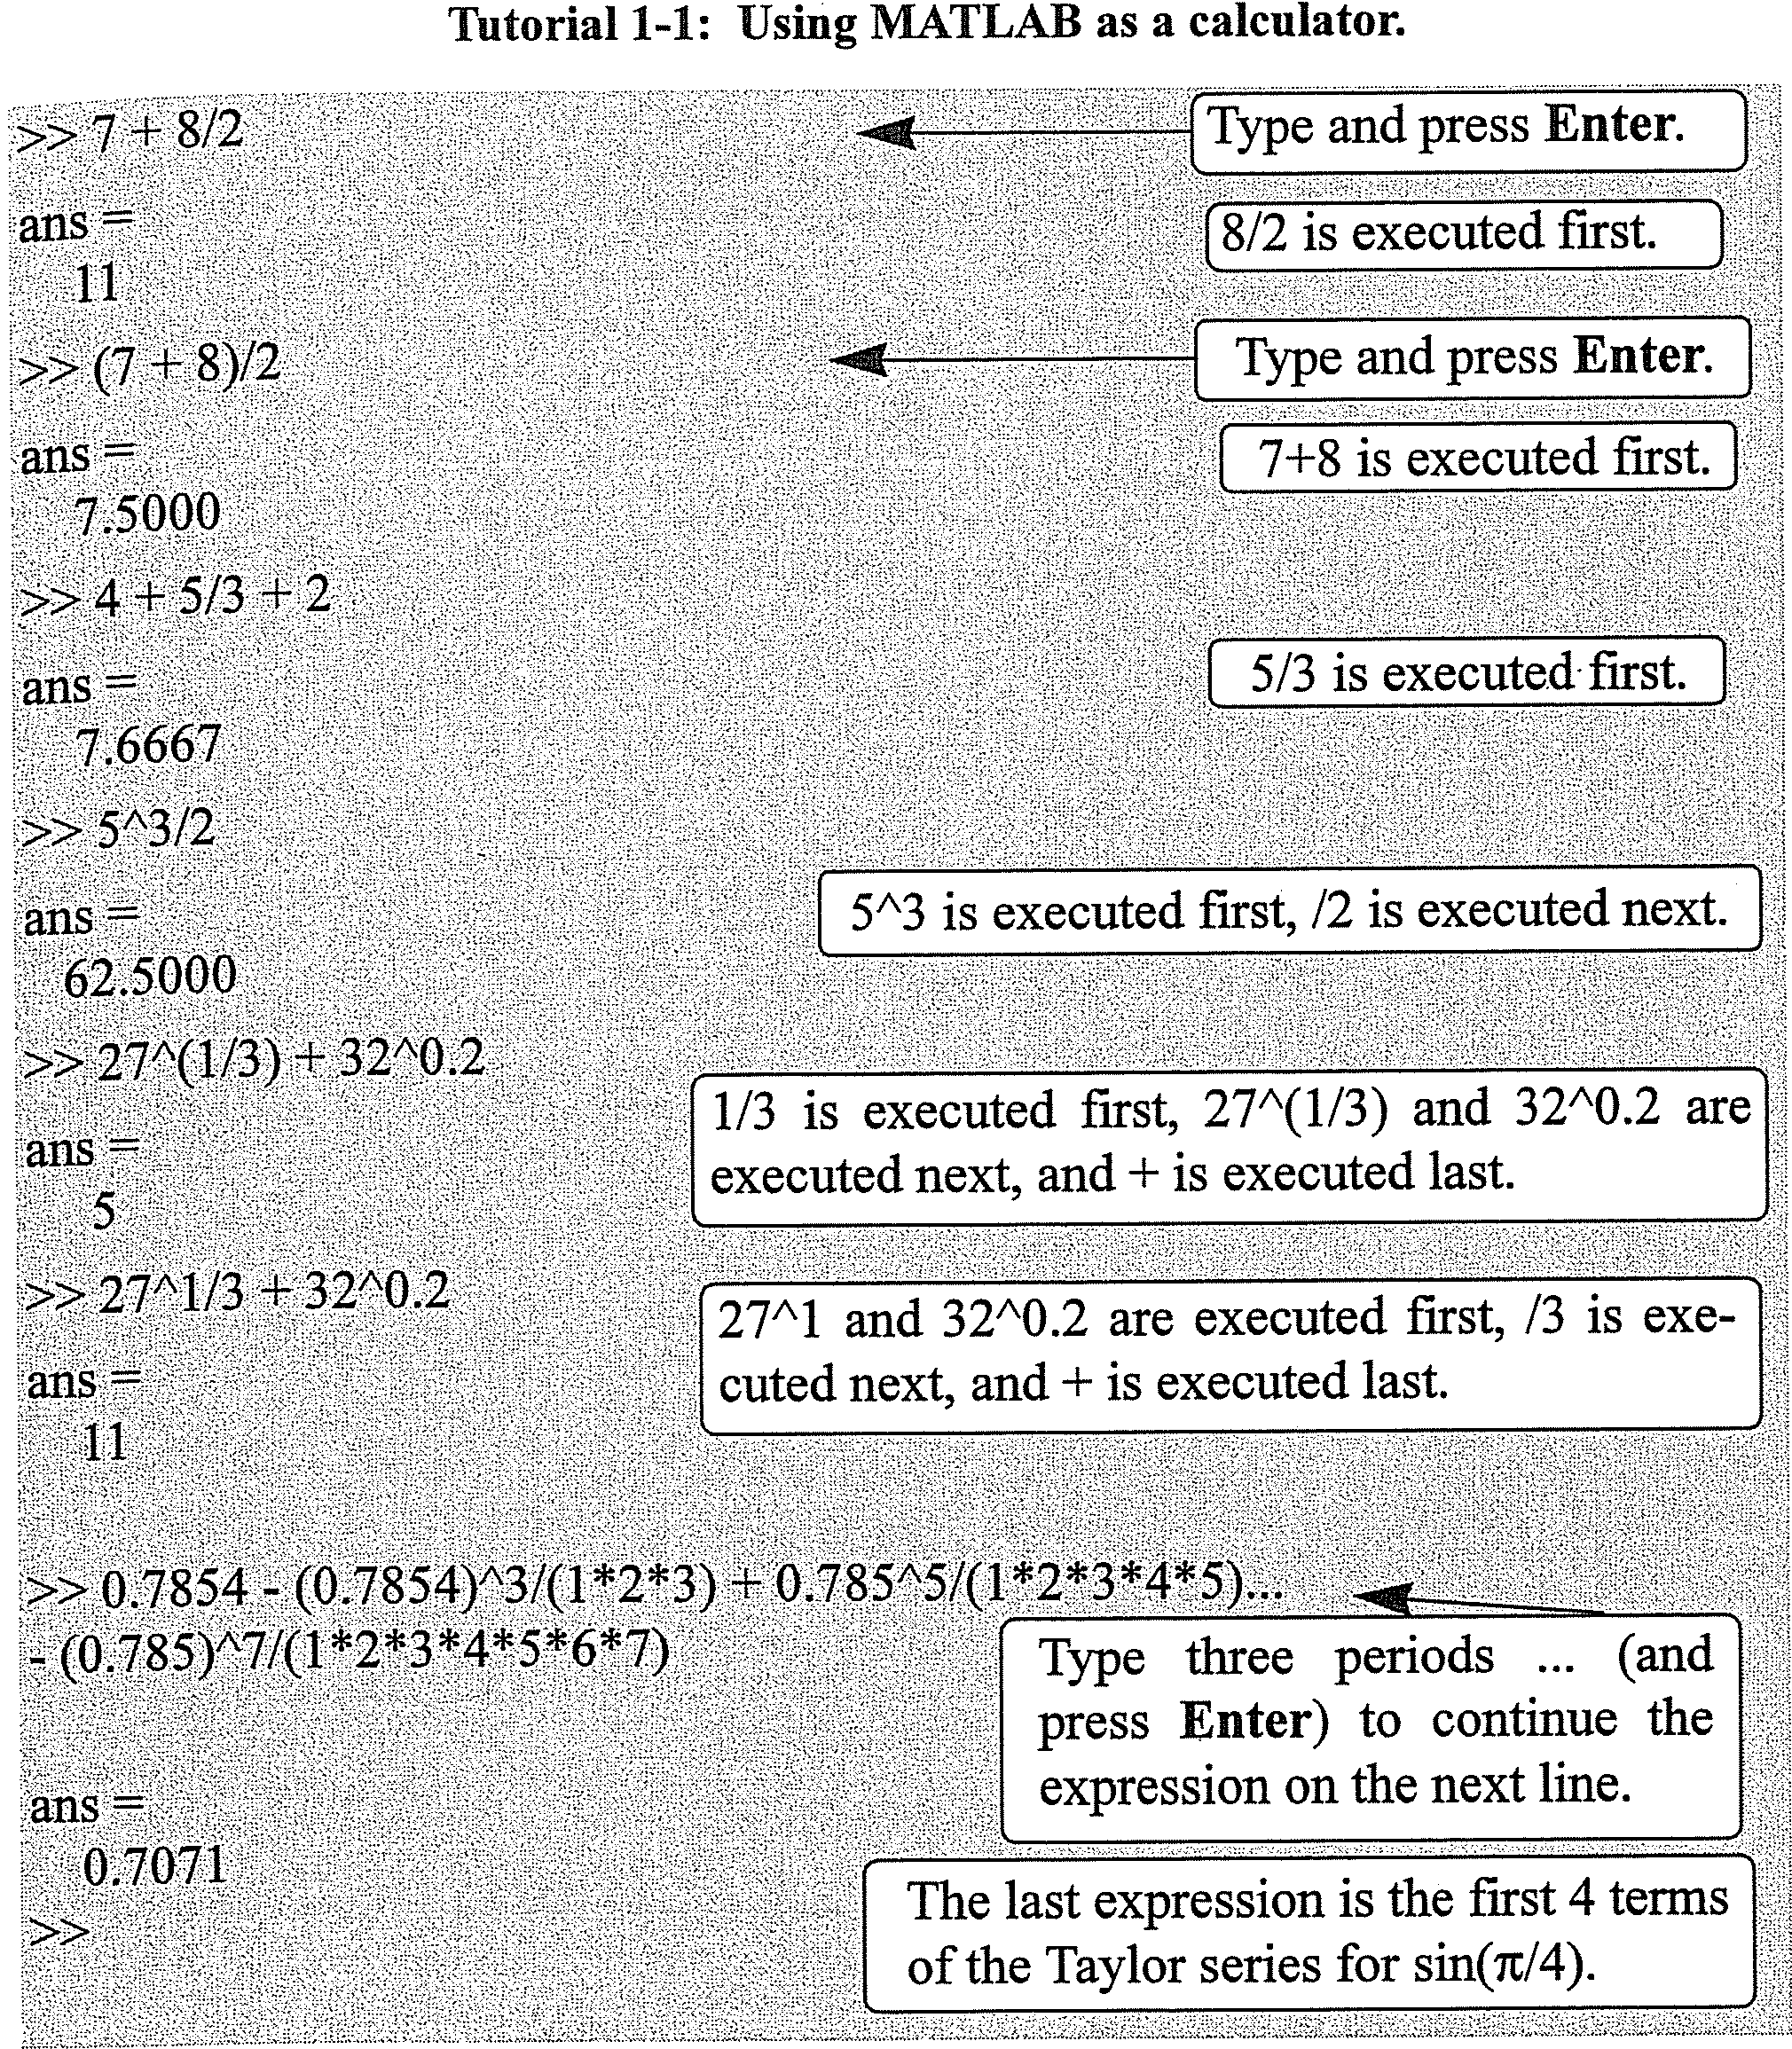 Tutorial 1-1: Using MATLAB as a calculator.
>> 7 + 8/2
Type and press Enter.
ans =
8/2 is executed first.
11
>> (7 + 8)/2
Type and press Enter.
ans =
7+8 is executed first.
7.5000
>> 4 + 5/3 + 2
ans =
5/3 is executed first.
7.6667
>> 5^3/2
ans =
5^3 is executed first, /2 is executed next.
62.5000
>> 27^(1/3) + 32^0.2
1/3 is executed first, 27^(1/3) and 32^0.2 are
executed next, and + is executed last.
ans =
5
>> 27^1/3 + 32^0.2
27^1 and 32^0.2 are executed first, /3 is exe-
cuted next, and + is executed last.
ans =
11
>> 0.7854 - (0.7854)^3/(1*2*3) + 0.785^5/(1*2*3*4*5)...
- (0.785)^7/(1*2*3*4*5*6*7)
Type three periods ... (and
press Enter) to continue the
expression on the next line.
ans =
0.7071
>>
The last expression is the first 4 terms
of the Taylor series for sin(π/4).